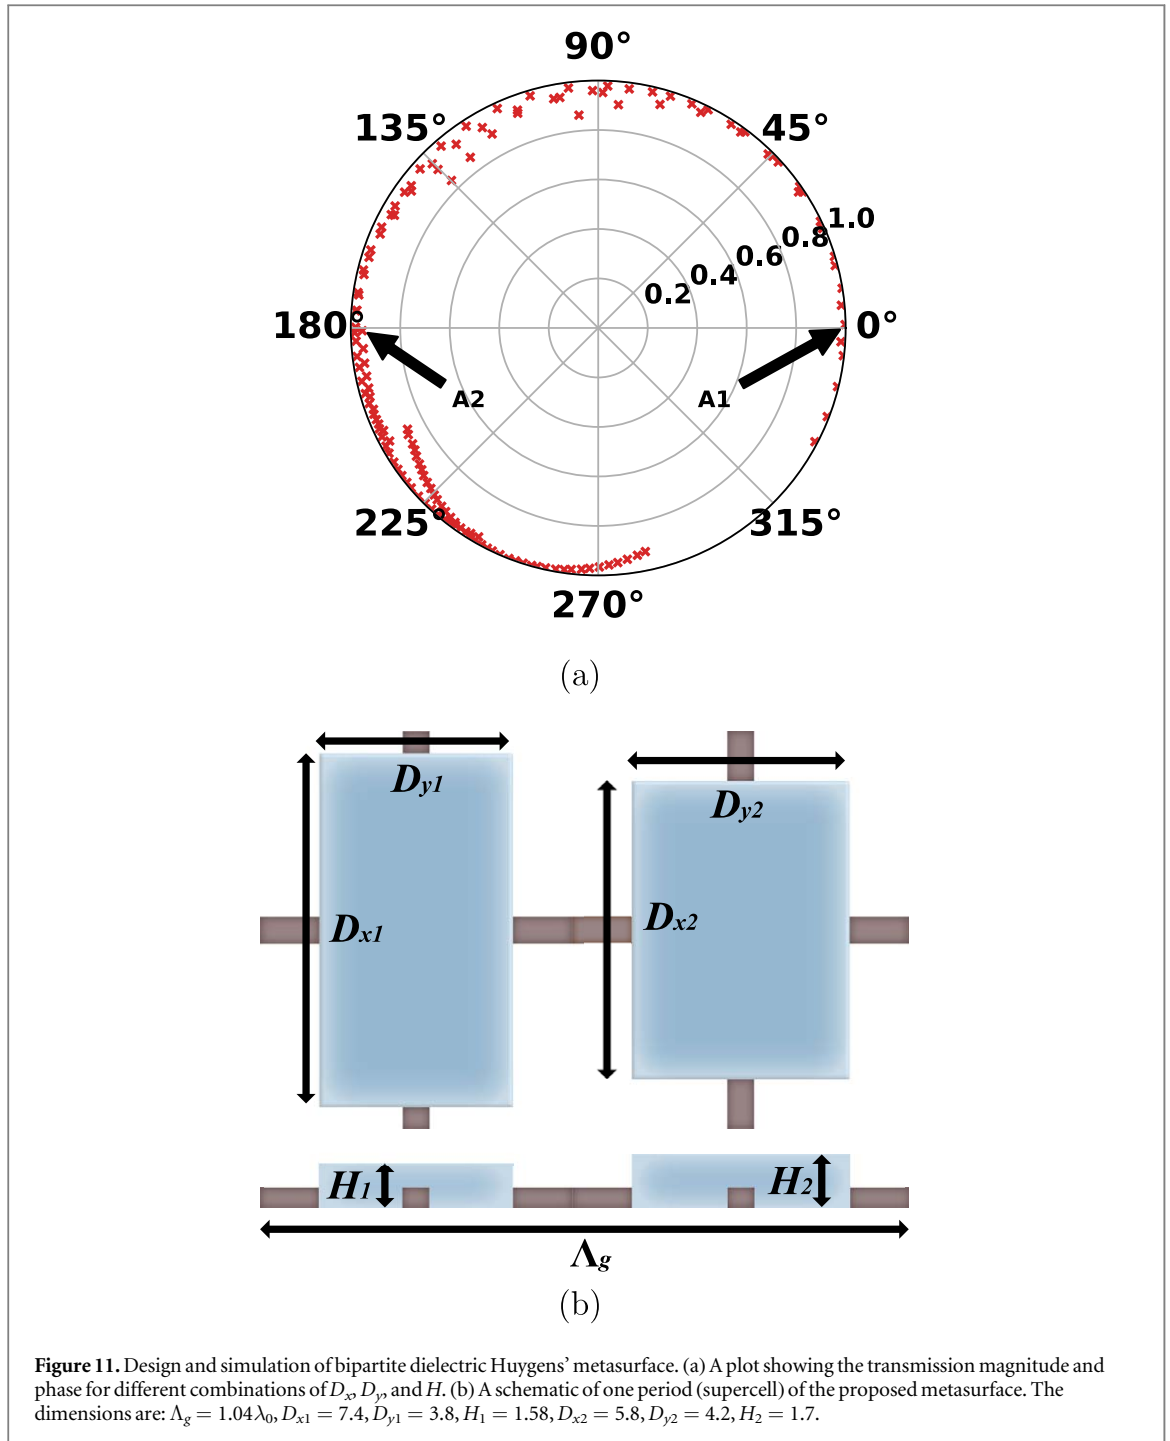 90°
135° 45°
1.0
0.8
0.6
0.4
0.2
180° 0°
A2 A1
225° 315°
270°
(a)
Dy1 Dy2
Dx1 Dx2
H1 H2
Λg
(b)
Figure 11. Design and simulation of bipartite dielectric Huygens' metasurface. (a) A plot showing the transmission magnitude and
phase for different combinations of Dx, Dy, and H. (b) A schematic of one period (supercell) of the proposed metasurface. The
dimensions are: Λg = 1.04λ0, Dx1 = 7.4, Dy1 = 3.8, H1 = 1.58, Dx2 = 5.8, Dy2 = 4.2, H2 = 1.7.